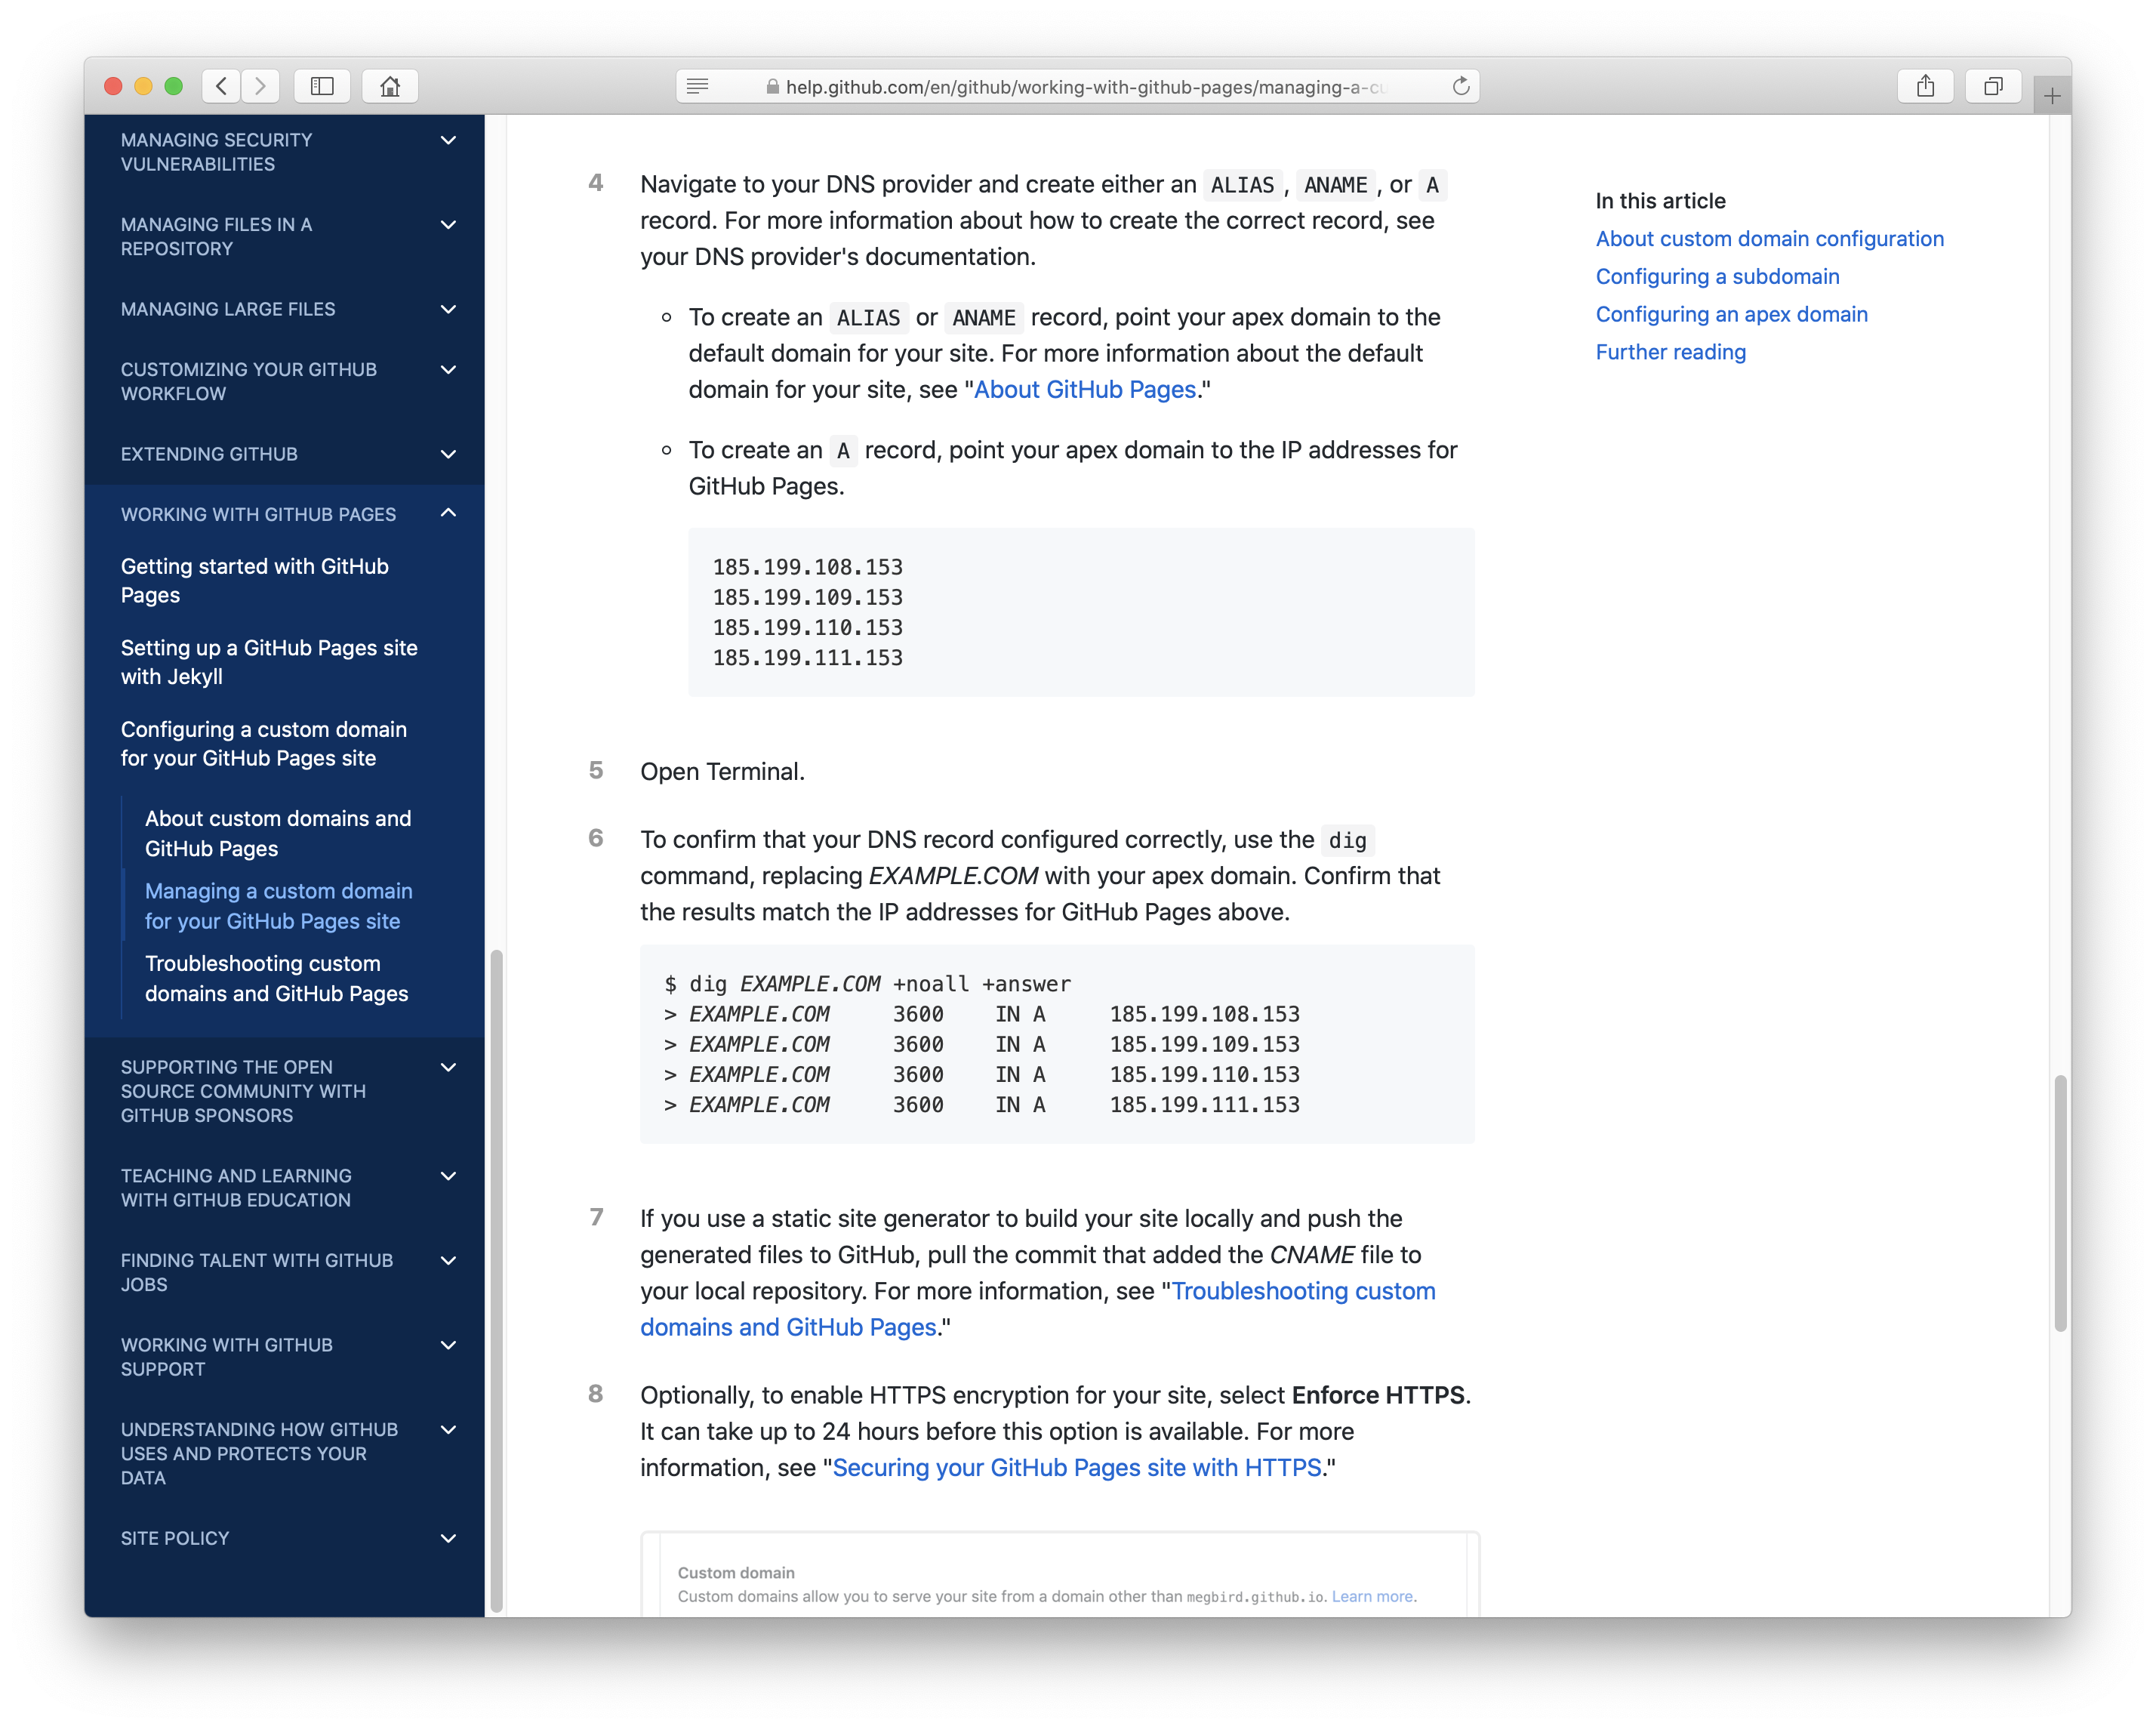 help.github.com/en/github/working-with-github-pages/managing-a-cu
MANAGING SECURITY
VULNERABILITIES
MANAGING FILES IN A
REPOSITORY
MANAGING LARGE FILES
CUSTOMIZING YOUR GITHUB
WORKFLOW
EXTENDING GITHUB
WORKING WITH GITHUB PAGES
Getting started with GitHub
Pages
Setting up a GitHub Pages site
with Jekyll
Configuring a custom domain
for your GitHub Pages site
About custom domains and
GitHub Pages
Managing a custom domain
for your GitHub Pages site
Troubleshooting custom
domains and GitHub Pages
SUPPORTING THE OPEN
SOURCE COMMUNITY WITH
GITHUB SPONSORS
TEACHING AND LEARNING
WITH GITHUB EDUCATION
FINDING TALENT WITH GITHUB
JOBS
WORKING WITH GITHUB
SUPPORT
UNDERSTANDING HOW GITHUB
USES AND PROTECTS YOUR
DATA
SITE POLICY
4 Navigate to your DNS provider and create either an ALIAS, ANAME, or A
record. For more information about how to create the correct record, see
your DNS provider's documentation.
To create an ALIAS or ANAME record, point your apex domain to the
default domain for your site. For more information about the default
domain for your site, see "About GitHub Pages."
To create an A record, point your apex domain to the IP addresses for
GitHub Pages.
185.199.108.153
185.199.109.153
185.199.110.153
185.199.111.153
5 Open Terminal.
6 To confirm that your DNS record configured correctly, use the dig
command, replacing EXAMPLE.COM with your apex domain. Confirm that
the results match the IP addresses for GitHub Pages above.
$ dig EXAMPLE.COM +noall +answer
> EXAMPLE.COM 3600 IN A 185.199.108.153
> EXAMPLE.COM 3600 IN A 185.199.109.153
> EXAMPLE.COM 3600 IN A 185.199.110.153
> EXAMPLE.COM 3600 IN A 185.199.111.153
7 If you use a static site generator to build your site locally and push the
generated files to GitHub, pull the commit that added the CNAME file to
your local repository. For more information, see "Troubleshooting custom
domains and GitHub Pages."
8 Optionally, to enable HTTPS encryption for your site, select Enforce HTTPS.
It can take up to 24 hours before this option is available. For more
information, see "Securing your GitHub Pages site with HTTPS."
Custom domain
Custom domains allow you to serve your site from a domain other than megbird.github.io. Learn more.
In this article
About custom domain configuration
Configuring a subdomain
Configuring an apex domain
Further reading